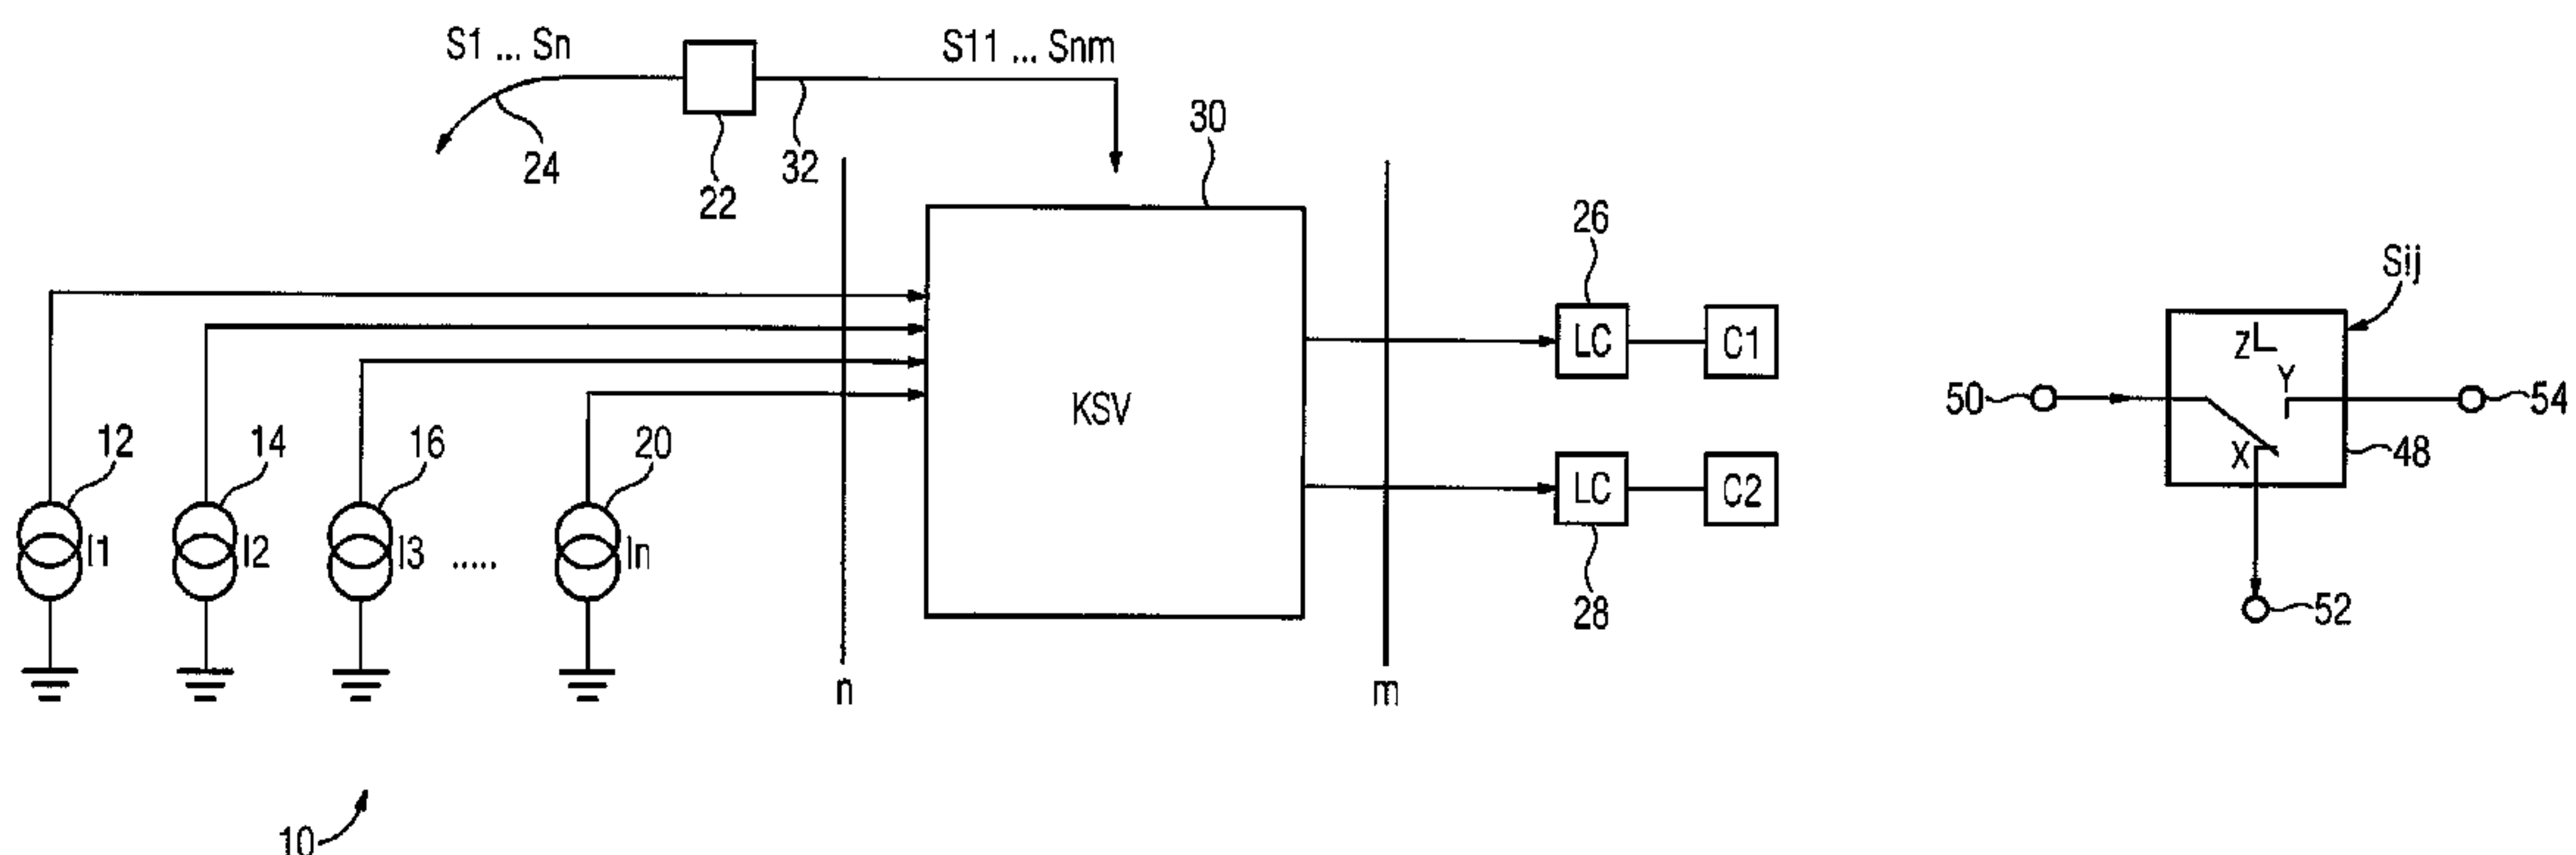 S1 ... Sn
S11 ... Snm
24
22
32
30
26
Sij
12
14
16
20
I1
I2
I3
.....
In
KSV
LC
C1
LC
C2
28
Z
Y
X
50
54
48
52
n
m
10